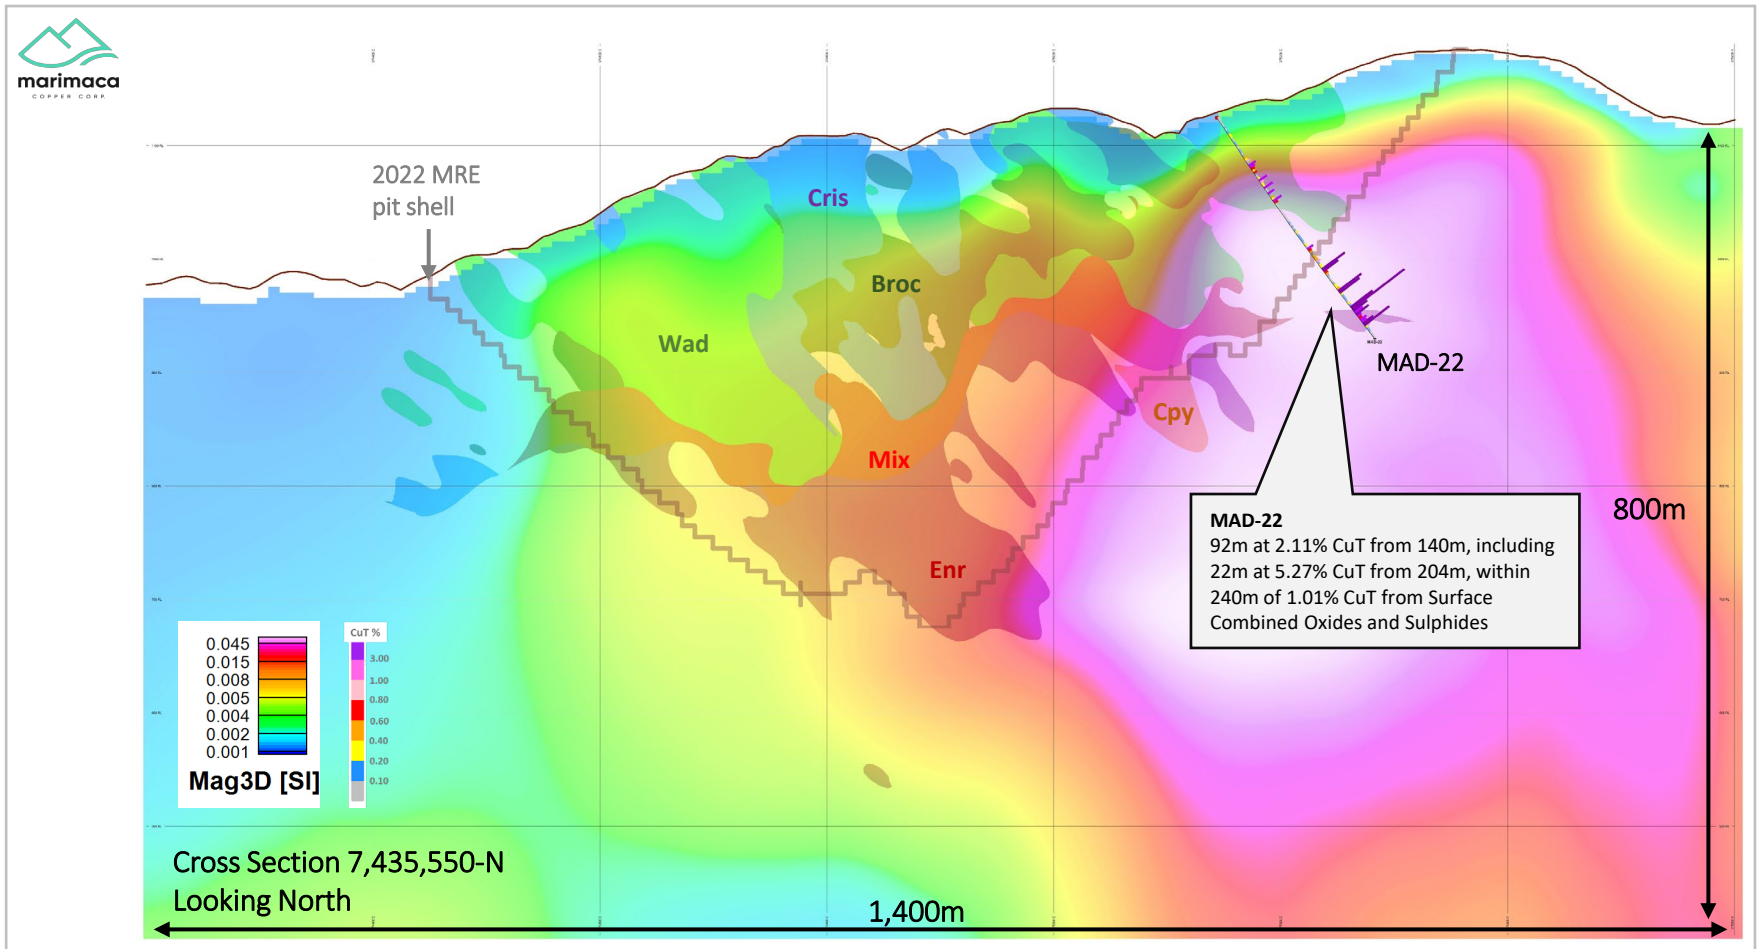 marimaca
COPPER CORP.
2022 MRE
pit shell
Cris
Broc
Wad
Mix
Enr
Cpy
MAD-22
MAD-22
MAD-22
92m at 2.11% CuT from 140m, including
22m at 5.27% CuT from 204m, within
240m of 1.01% CuT from Surface
Combined Oxides and Sulphides
800m
0.045
0.015
0.008
0.005
0.004
0.002
0.001
Mag3D [SI]
CuT %
3.00
1.00
0.80
0.60
0.40
0.20
0.10
Cross Section 7,435,550-N
Looking North
1,400m